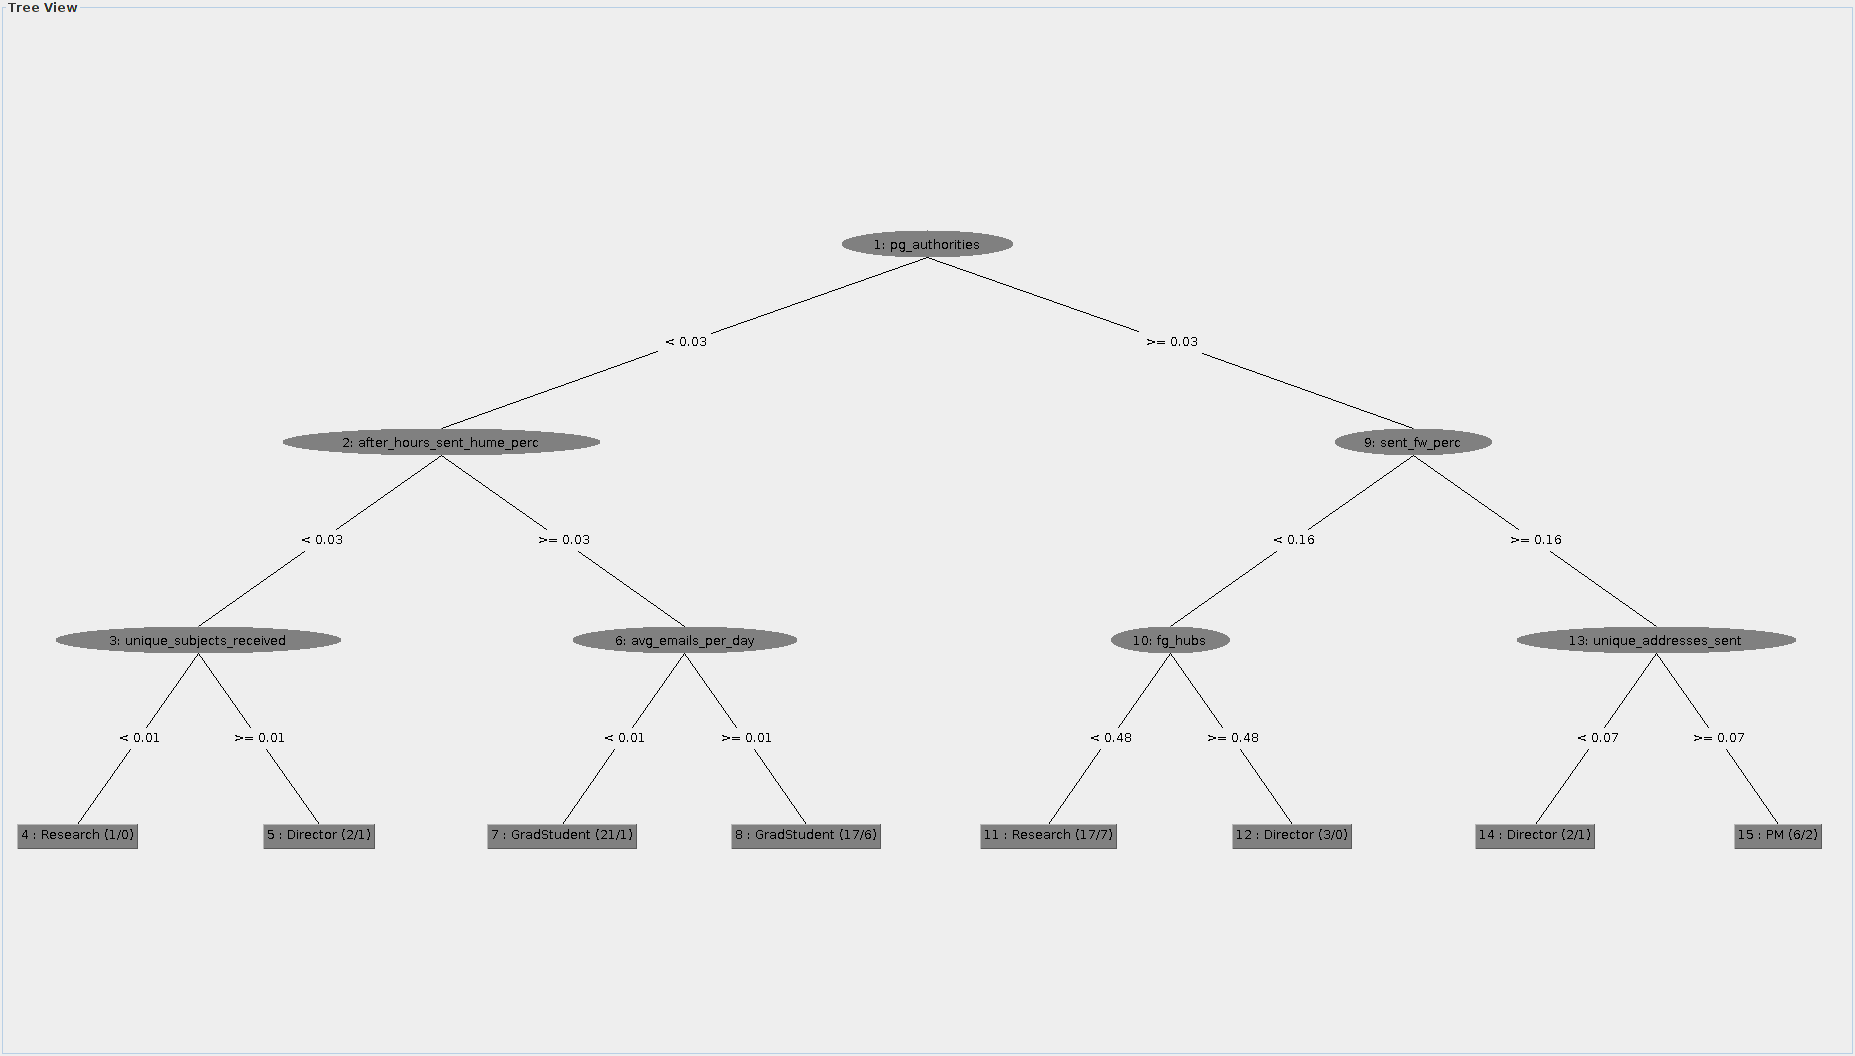 Tree View
1: pg_authorities
< 0.03
>= 0.03
2: after_hours_sent_hume_perc
9: sent_fw_perc
< 0.03
>= 0.03
< 0.16
>= 0.16
3: unique_subjects_received
6: avg_emails_per_day
10: fg_hubs
13: unique_addresses_sent
< 0.01
>= 0.01
< 0.01
>= 0.01
< 0.48
>= 0.48
< 0.07
>= 0.07
4 : Research (1/0)
5 : Director (2/1)
7 : GradStudent (21/1)
8 : GradStudent (17/6)
11 : Research (17/7)
12 : Director (3/0)
14 : Director (2/1)
15 : PM (6/2)